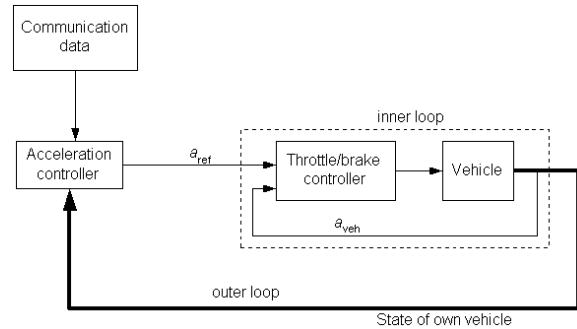 Communication
data
inner loop
Acceleration
controller
a_ref
Throttle/brake
controller
Vehicle
a_veh
outer loop
State of own vehicle